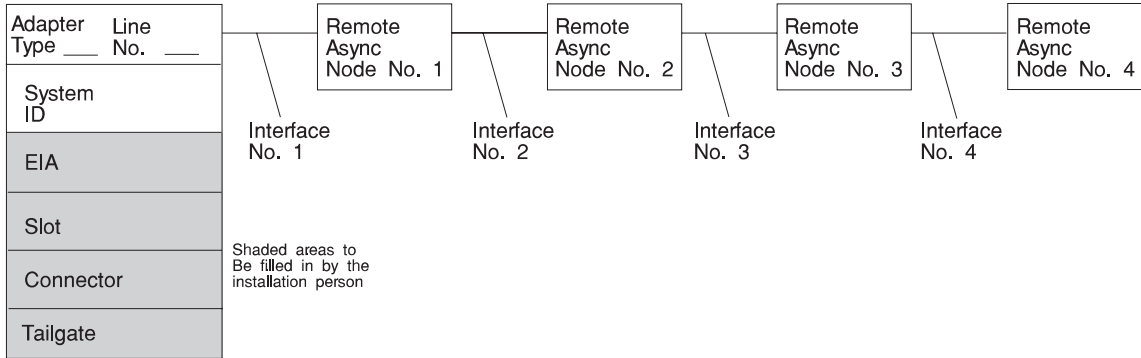 Adapter Line
Type ___ No. ___
System
ID
EIA
Slot
Connector
Tailgate
Remote
Async
Node No. 1
Remote
Async
Node No. 2
Remote
Async
Node No. 3
Remote
Async
Node No. 4
Interface
No. 1
Interface
No. 2
Interface
No. 3
Interface
No. 4
Shaded areas to
Be filled in by the
installation person